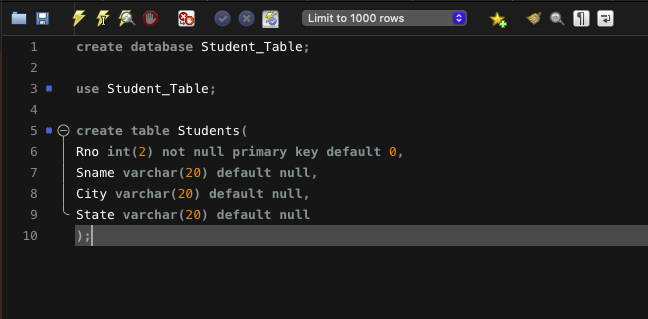 Limit to 1000 rows
1 create database Student_Table;
2
3 use Student_Table;
4
5 create table Students(
6 Rno int(2) not null primary key default 0,
7 Sname varchar(20) default null,
8 City varchar(20) default null,
9 State varchar(20) default null
10 );